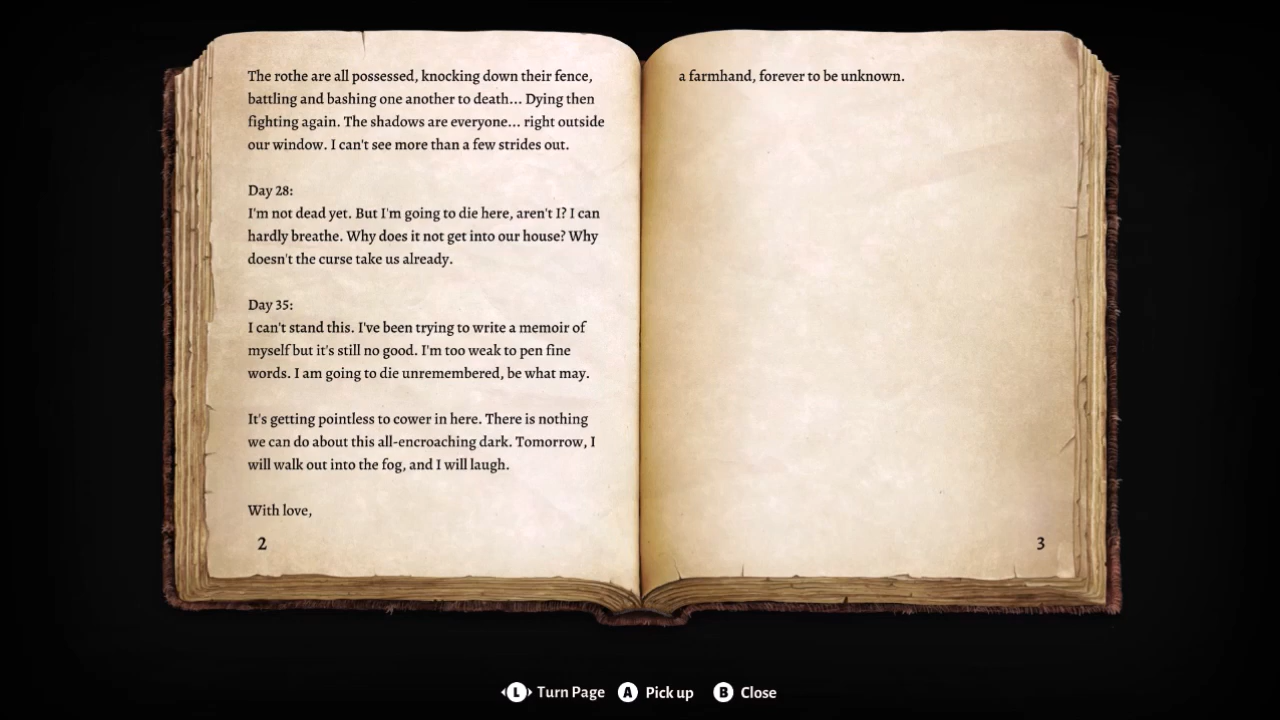 The rothe are all possessed, knocking down their fence,
battling and bashing one another to death... Dying then
fighting again. The shadows are everyone... right outside
our window. I can't see more than a few strides out.
Day 28:
I'm not dead yet. But I'm going to die here, aren't I? I can
hardly breathe. Why does it not get into our house? Why
doesn't the curse take us already.
Day 35:
I can't stand this. I've been trying to write a memoir of
myself but it's still no good. I'm too weak to pen fine
words. I am going to die unremembered, be what may.
It's getting pointless to cower in here. There is nothing
we can do about this all-encroaching dark. Tomorrow, I
will walk out into the fog, and I will laugh.
With love,
2
a farmhand, forever to be unknown.
3
L Turn Page A Pick up B Close